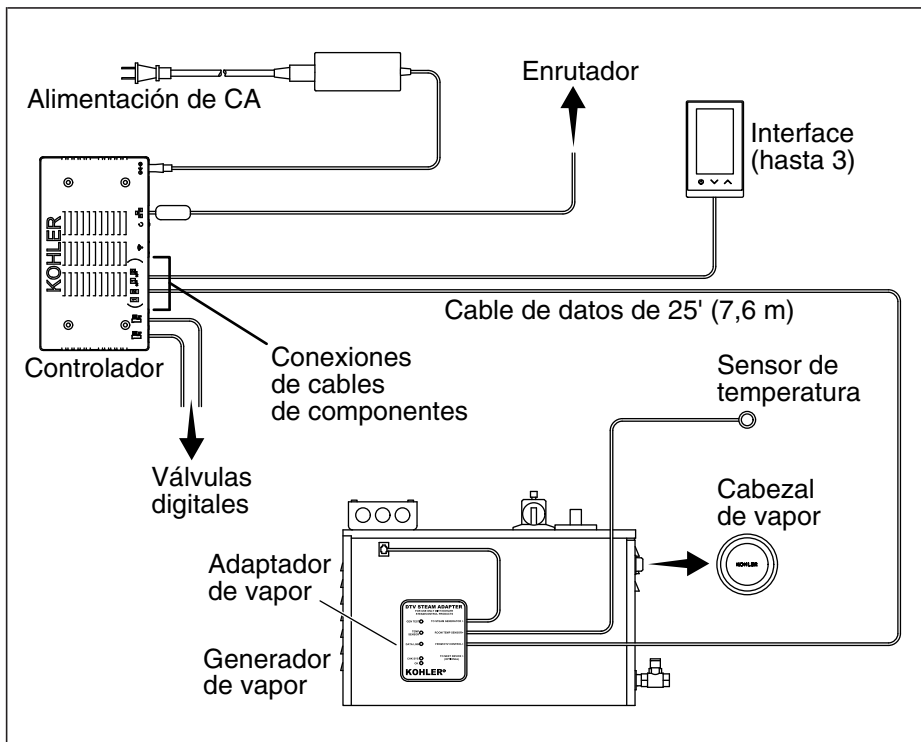 Alimentación de CA
Enrutador
Interface
(hasta 3)
KOHLER
Cable de datos de 25' (7,6 m)
Controlador
Conexiones
de cables
de componentes
Sensor de
temperatura
Válvulas
digitales
Cabezal
de vapor
KOHLER
Adaptador
de vapor
Generador
de vapor
DTV STEAM ADAPTER
KOHLER®